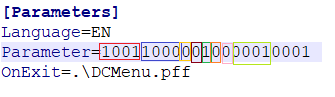 [Parameters]
Language=EN
Parameter=10011000001000010001
OnExit=.\DCMenu.pff